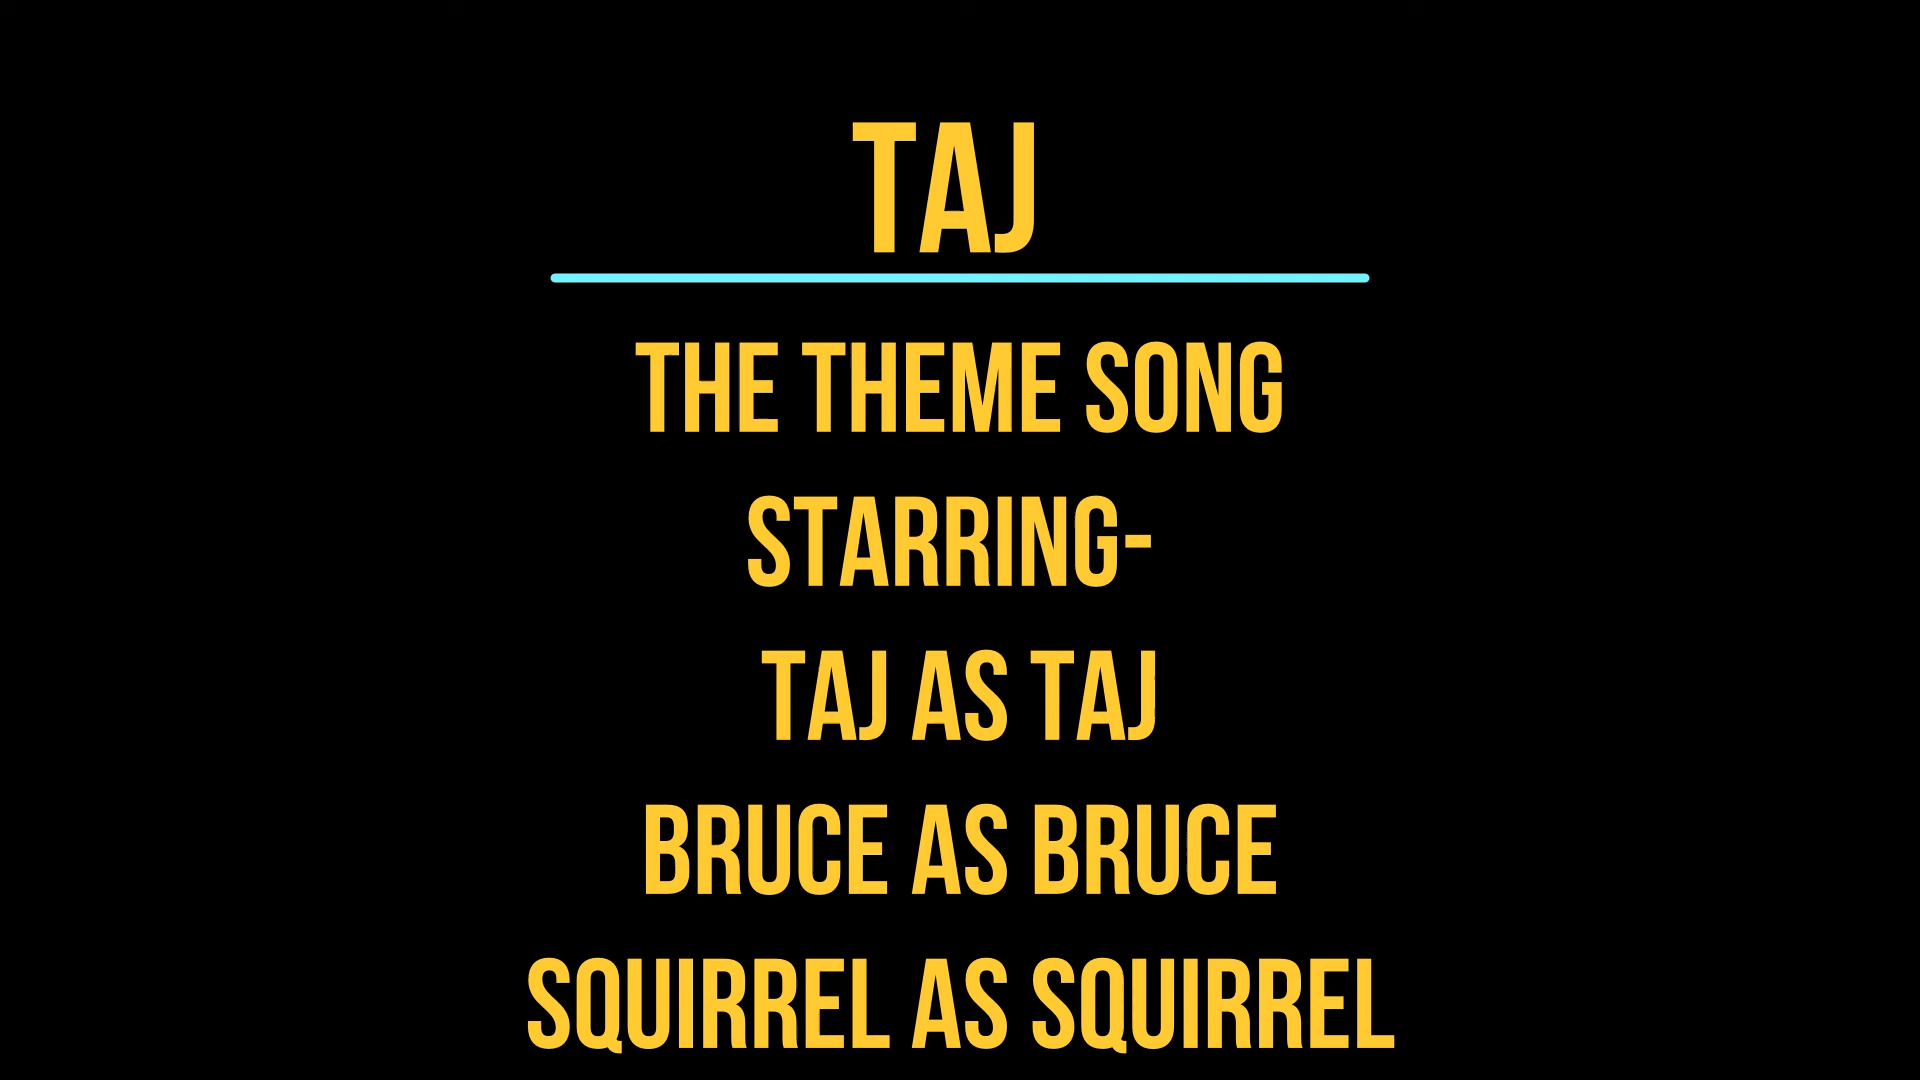 TAJ
THE THEME SONG
STARRING-
TAJ AS TAJ
BRUCE AS BRUCE
SQUIRREL AS SQUIRREL